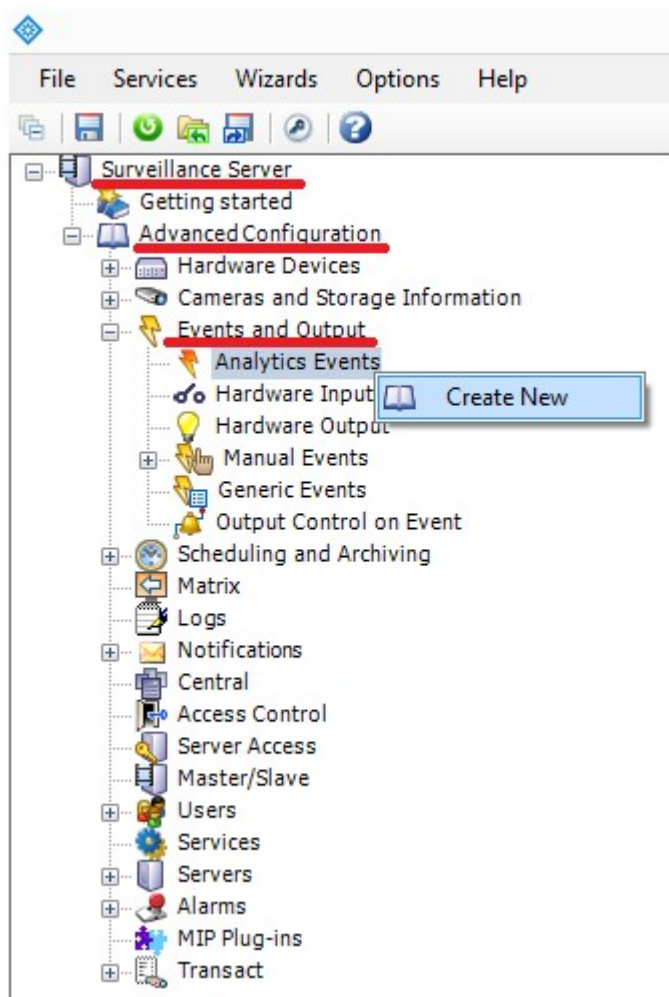 File Services Wizards Options Help
Surveillance Server
Getting started
Advanced Configuration
Hardware Devices
Cameras and Storage Information
Events and Output
Analytics Events
Hardware Input
Create New
Hardware Output
Manual Events
Generic Events
Output Control on Event
Scheduling and Archiving
Matrix
Logs
Notifications
Central
Access Control
Server Access
Master/Slave
Users
Services
Servers
Alarms
MIP Plug-ins
Transact